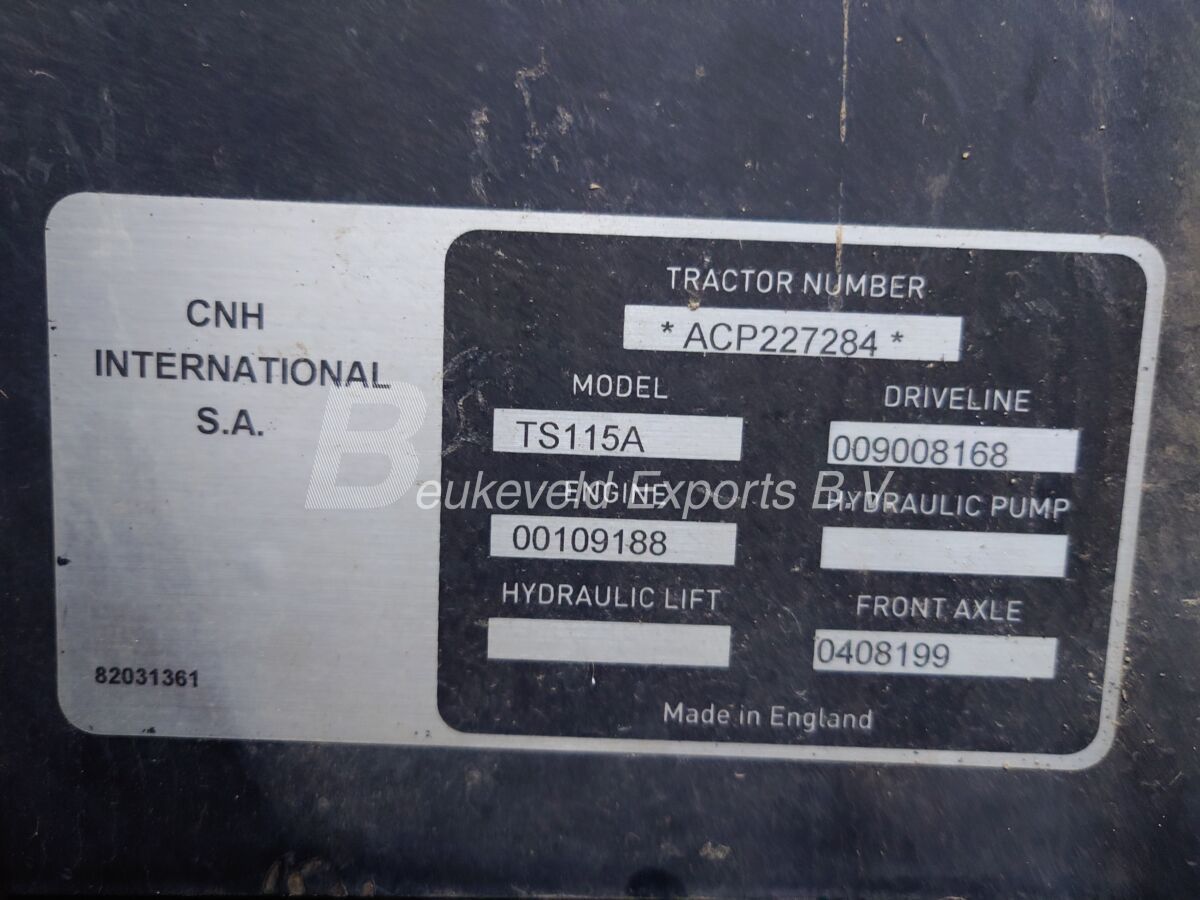 CNH
INTERNATIONAL
S.A.
82031361
TRACTOR NUMBER
* ACP227284 *
MODEL
TS115A
DRIVELINE
009008168
ENGINE
00109188
HYDRAULIC PUMP
HYDRAULIC LIFT
FRONT AXLE
0408199
Made in England
Beukeveld Exports B.V.